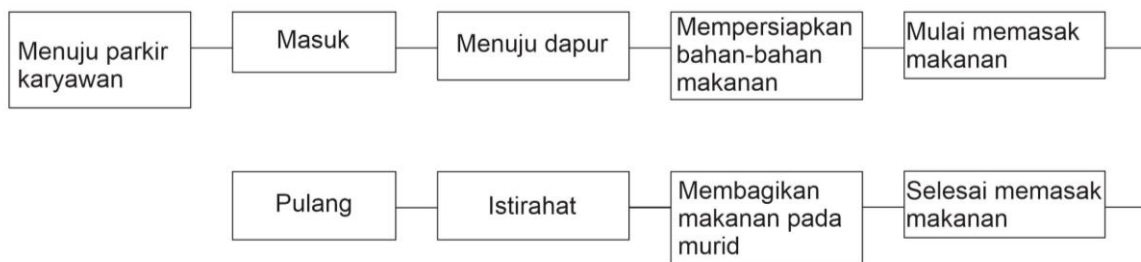 Menuju parkir
karyawan
Masuk
Menuju dapur
Mempersiapkan
bahan-bahan
makanan
Mulai memasak
makanan
Selesai memasak
makanan
Membagikan
makanan pada
murid
Istirahat
Pulang